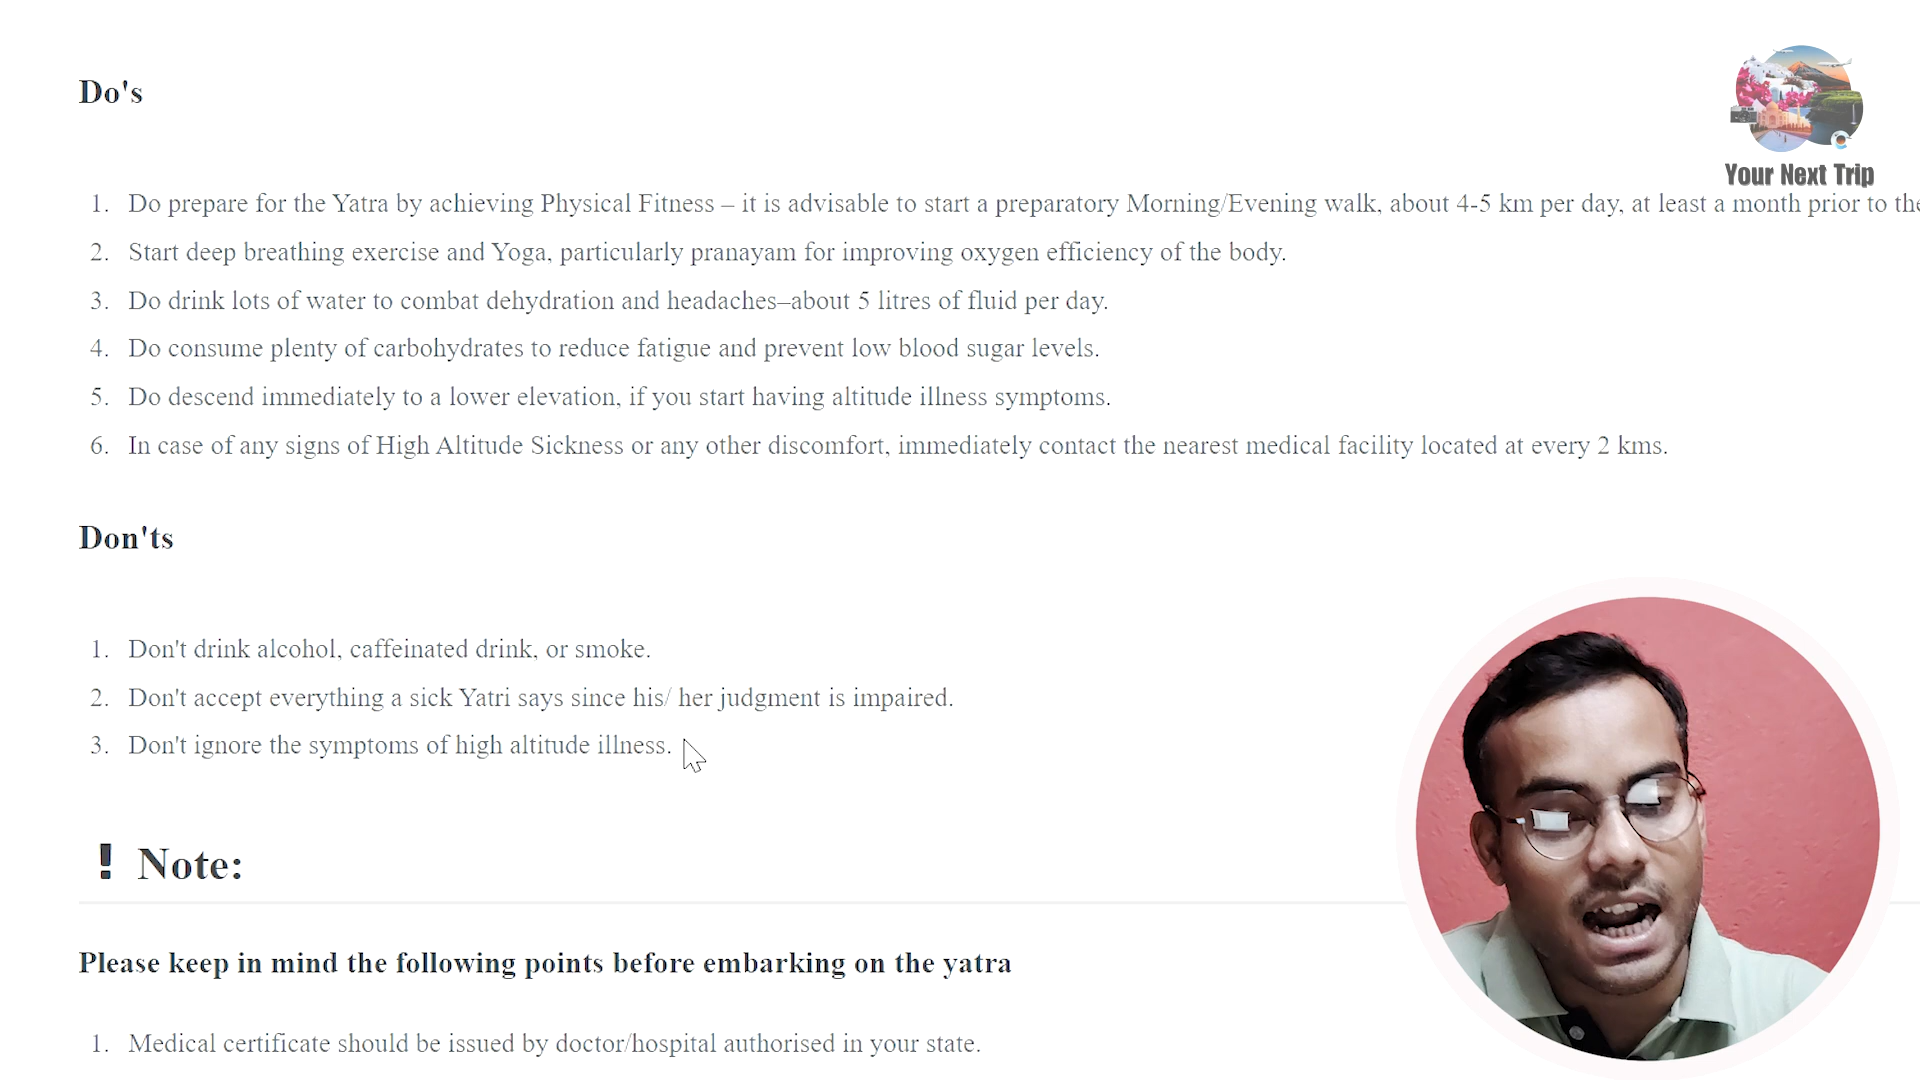 Do's
Your Next Trip
1. Do prepare for the Yatra by achieving Physical Fitness – it is advisable to start a preparatory Morning/Evening walk, about 4-5 km per day, at least a month prior to the
2. Start deep breathing exercise and Yoga, particularly pranayam for improving oxygen efficiency of the body.
3. Do drink lots of water to combat dehydration and headaches–about 5 litres of fluid per day.
4. Do consume plenty of carbohydrates to reduce fatigue and prevent low blood sugar levels.
5. Do descend immediately to a lower elevation, if you start having altitude illness symptoms.
6. In case of any signs of High Altitude Sickness or any other discomfort, immediately contact the nearest medical facility located at every 2 kms.
Don'ts
1. Don't drink alcohol, caffeinated drink, or smoke.
2. Don't accept everything a sick Yatri says since his/ her judgment is impaired.
3. Don't ignore the symptoms of high altitude illness.
! Note:
Please keep in mind the following points before embarking on the yatra
1. Medical certificate should be issued by doctor/hospital authorised in your state.